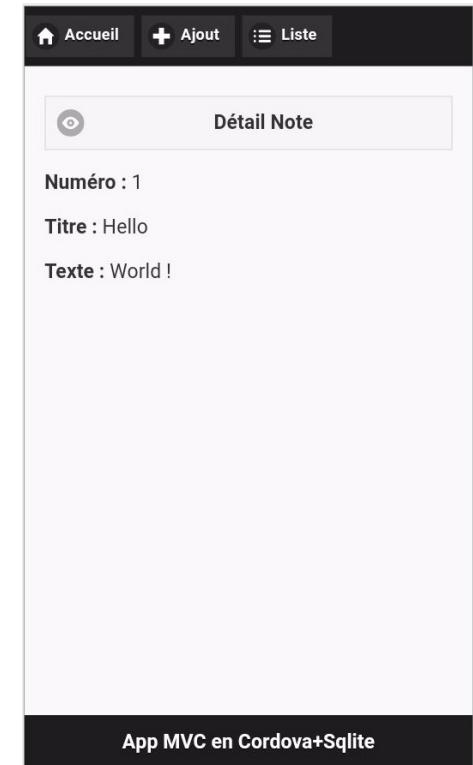 Accueil Ajout Liste
Détail Note
Numéro : 1
Titre : Hello
Texte : World !
App MVC en Cordova+Sqlite